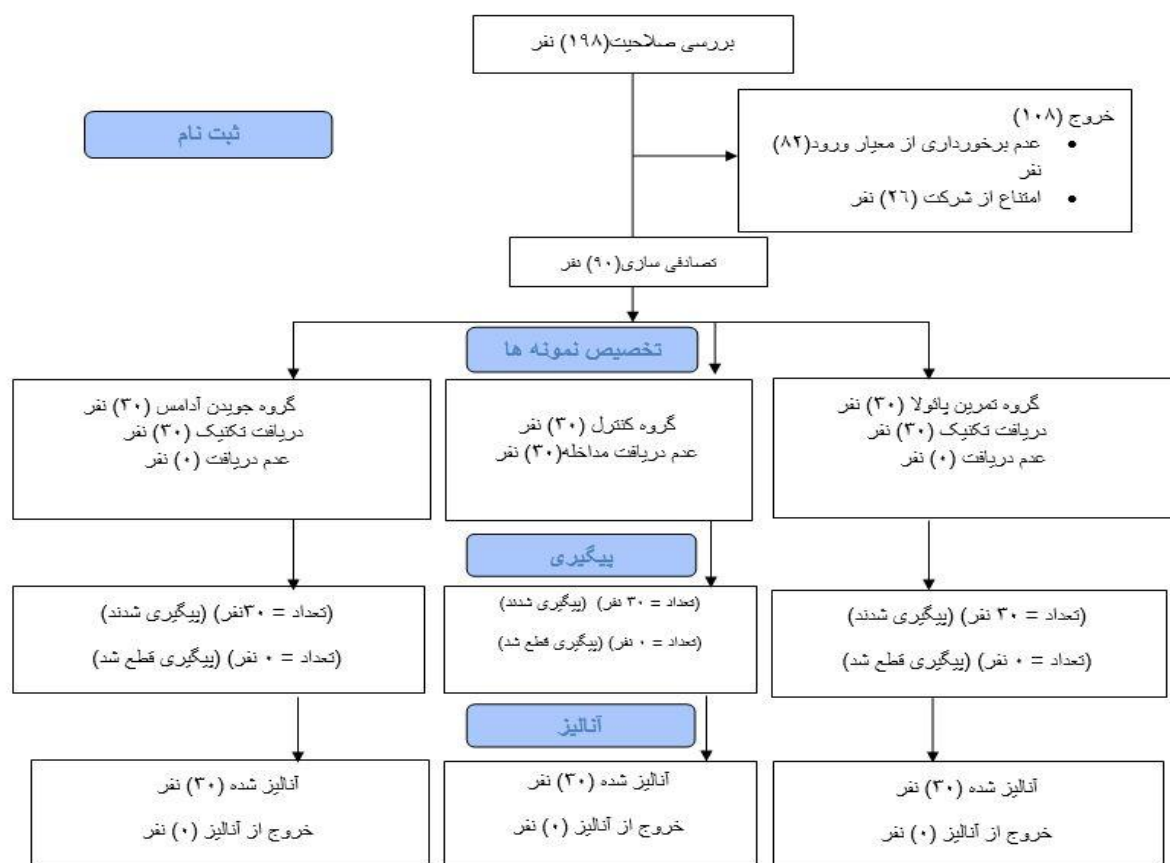 بررسی صلاحیت(۱۹۸) نفر
ثبت نام
خروج (۱۰۸)
• عدم برخورداری از معیار ورود(۸۲)
نفر
• امتناع از شرکت (۲٦) نفر
تصادفی سازی(۹۰) نفر
تخصیص نمونه ها
گروه تمرین پائولا (۳۰) نفر
دریافت تکنیک (۳۰) نفر
عدم دریافت (۰) نفر
گروه کنترل (۳۰) نفر
عدم دریافت مداخله(۳۰) نفر
گروه جویدن آدامس (۳۰) نفر
دریافت تکنیک (۳۰) نفر
عدم دریافت (۰) نفر
پیگیری
(تعداد = ۳۰ نفر) (پیگیری شدند)
(تعداد = ۰ نفر) (پیگیری قطع شد)
(تعداد = ۳۰ نفر) (پیگیری شدند)
(تعداد = ۰ نفر) (پیگیری قطع شد)
(تعداد = ۳۰نفر) (پیگیری شدند)
(تعداد = ۰ نفر) (پیگیری قطع شد)
آنالیز
آنالیز شده (۳۰) نفر
خروج از آنالیز (۰) نفر
آنالیز شده (۳۰) نفر
خروج از آنالیز (۰) نفر
آنالیز شده (۳۰) نفر
خروج از آنالیز (۰) نفر